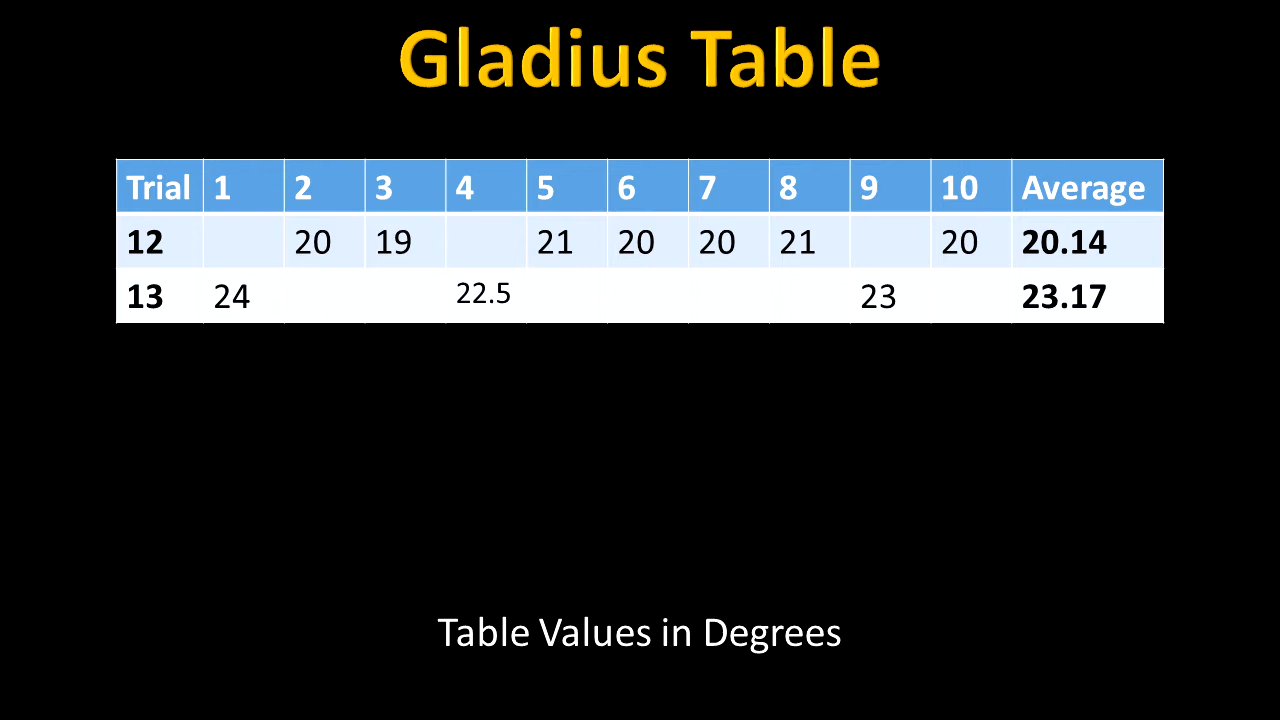 Gladius Table
Trial 1 2 3 4 5 6 7 8 9 10 Average
12 20 19 21 20 20 21 20 20.14
13 24 22.5 23 23.17
Table Values in Degrees